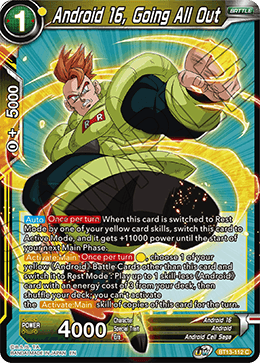 1
Android 16, Going All Out
BATTLE
0 + 5000
Auto Once per turn When this card is switched to Rest
Mode by one of your yellow card skills, switch this card
to Active Mode, and it gets +11000 power until the start of
your next Main Phase.
Activate Main Once per turn choose 1 of your
yellow ⟪Android⟫ Battle Cards other than this card and
switch it to Rest Mode: Play up to 1 skill-less ⟪Android⟫
card with an energy cost of 3 from your deck, then
shuffle your deck; you can't activate the
Activate Main skills of copies of this card for the turn.
POWER
4000
Character
Android 16
Special Trait
Android
Era
Android Cell Saga
BT13-112 C